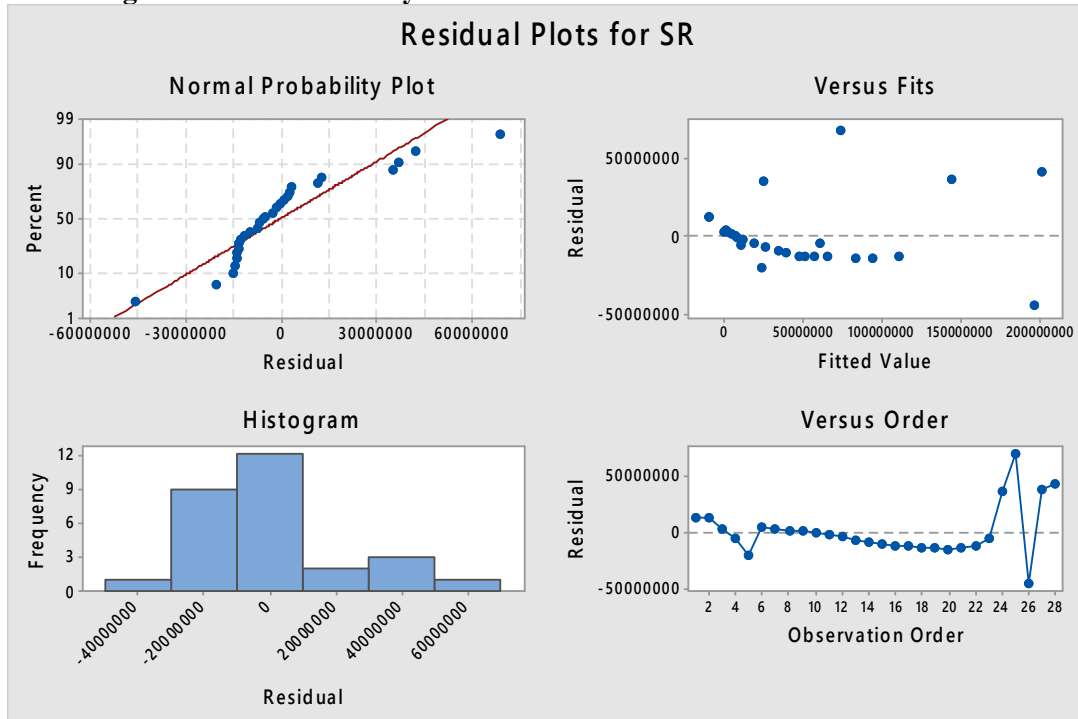 Residual Plots for SR
Normal Probability Plot
99
90
50
10
1
Percent
-60000000 -30000000 0 30000000 60000000
Residual
Versus Fits
50000000
0
-50000000
Residual
0 50000000 100000000 150000000 200000000
Fitted Value
Histogram
12
9
6
3
0
Frequency
-40000000 -20000000 0 20000000 40000000 60000000
Residual
Versus Order
50000000
0
-50000000
Residual
2 4 6 8 10 12 14 16 18 20 22 24 26 28
Observation Order